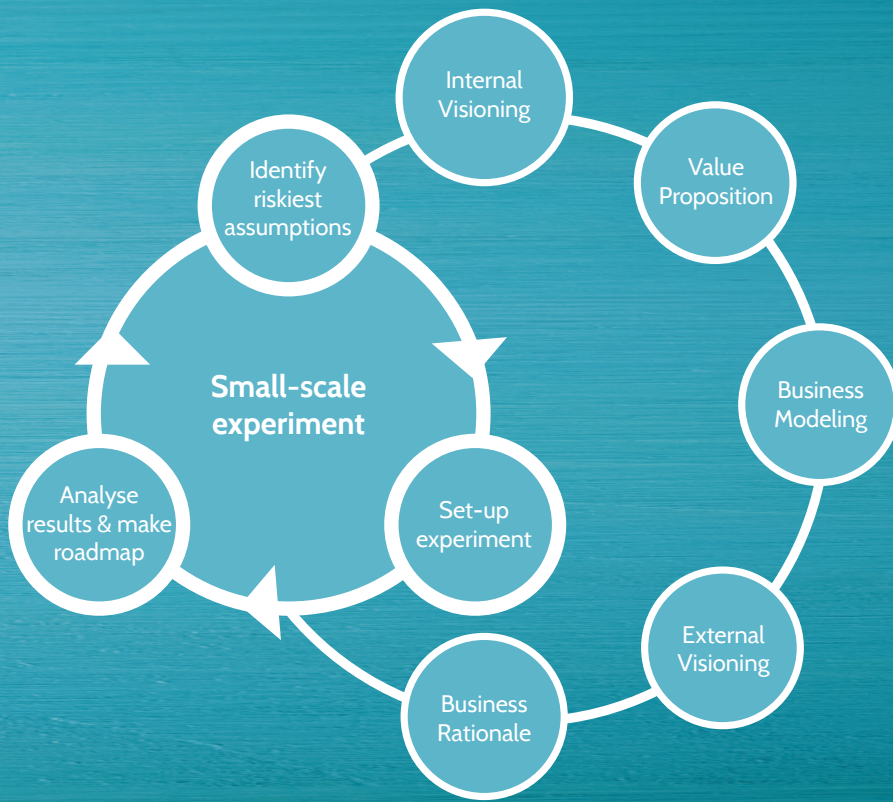 Internal
Visioning
Value
Proposition
Business
Modeling
External
Visioning
Business
Rationale
Identify
riskiest
assumptions
Small-scale
experiment
Set-up
experiment
Analyse
results & make
roadmap